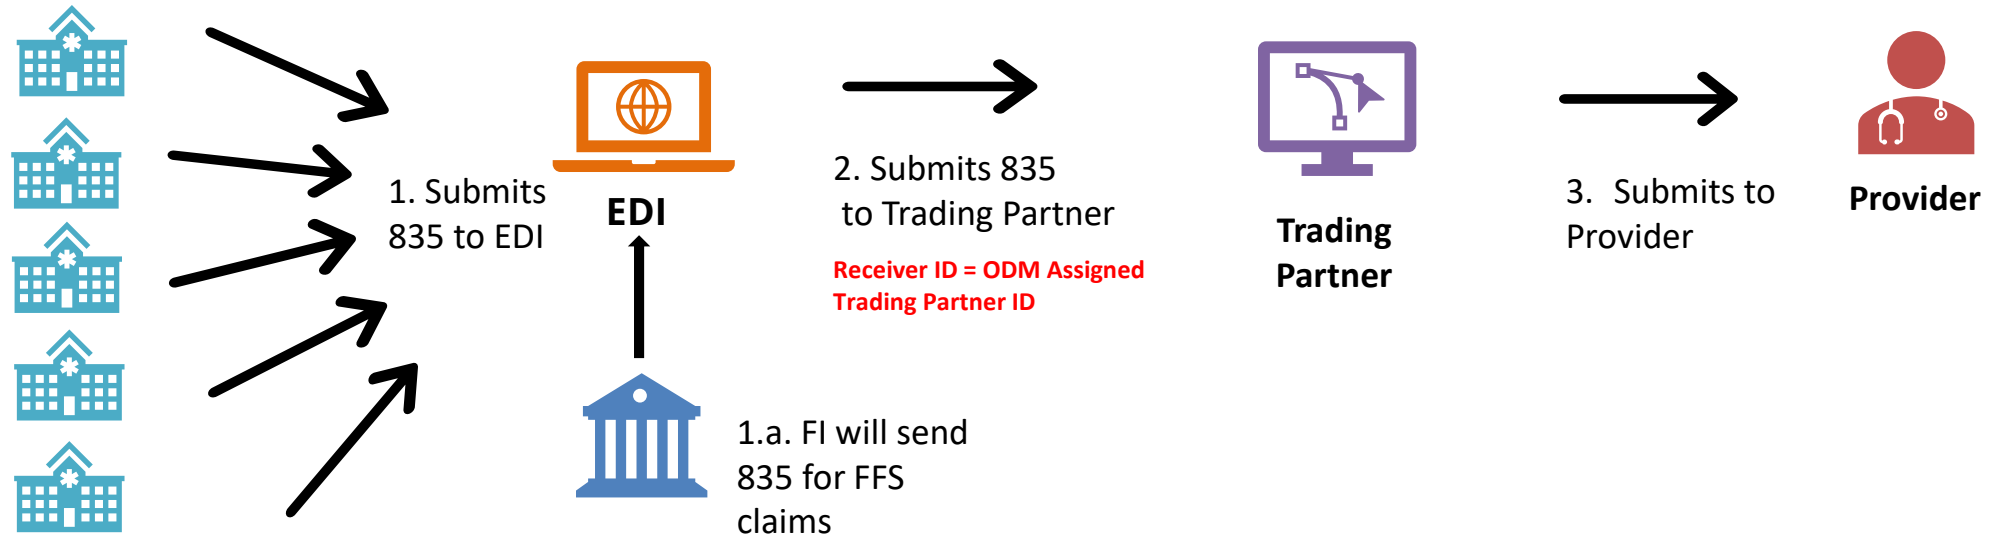 1. Submits
835 to EDI
EDI
1.a. FI will send
835 for FFS
claims
2. Submits 835
to Trading Partner
Receiver ID = ODM Assigned
Trading Partner ID
Trading
Partner
3. Submits to
Provider
Provider